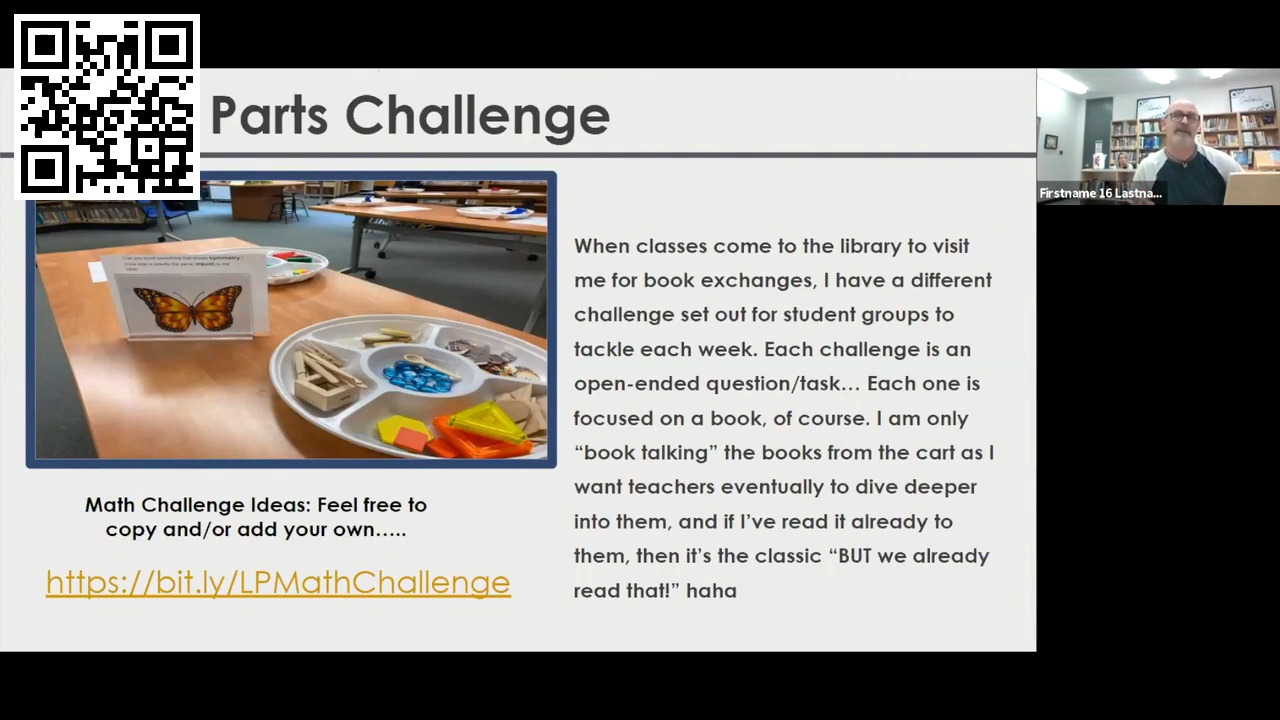 Parts Challenge
Firstname 16 Lastna...
When classes come to the library to visit
me for book exchanges, I have a different
challenge set out for student groups to
tackle each week. Each challenge is an
open-ended question/task... Each one is
focused on a book, of course. I am only
“book talking” the books from the cart as I
want teachers eventually to dive deeper
into them, and if I’ve read it already to
them, then it’s the classic “BUT we already
read that!” haha
Math Challenge Ideas: Feel free to
copy and/or add your own.....
https://bit.ly/LPMathChallenge